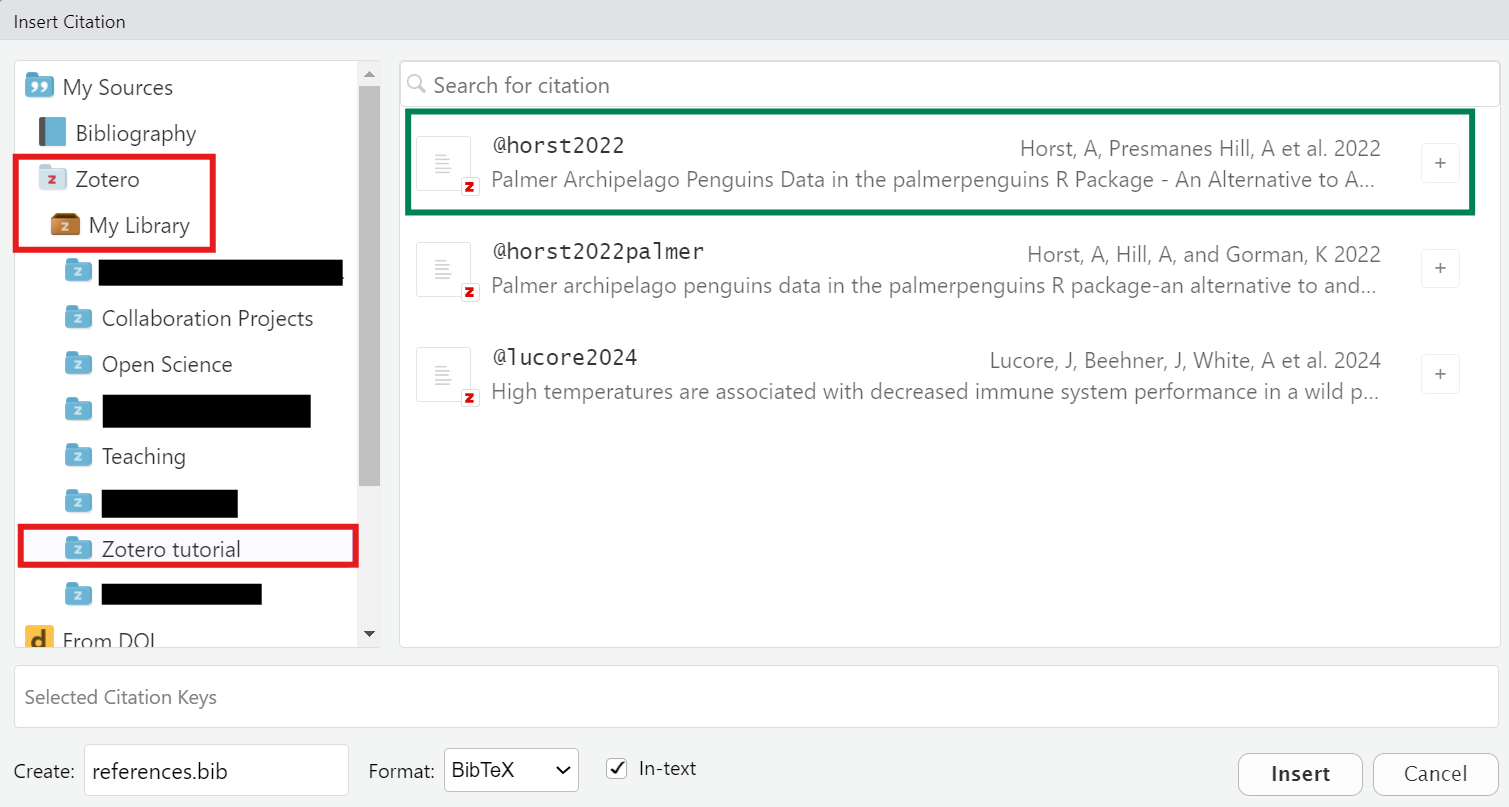 Insert Citation
My Sources
Bibliography
Zotero
My Library
Collaboration Projects
Open Science
Teaching
Zotero tutorial
From DOI
Search for citation
@horst2022
Horst, A, Presmanes Hill, A et al. 2022
Palmer Archipelago Penguins Data in the palmerpenguins R Package - An Alternative to A...
@horst2022palmer
Horst, A, Hill, A, and Gorman, K 2022
Palmer archipelago penguins data in the palmerpenguins R package-an alternative to and...
@lucore2024
Lucore, J, Beehner, J, White, A et al. 2024
High temperatures are associated with decreased immune system performance in a wild p...
Selected Citation Keys
Create: references.bib Format: BibTeX In-text
Insert Cancel